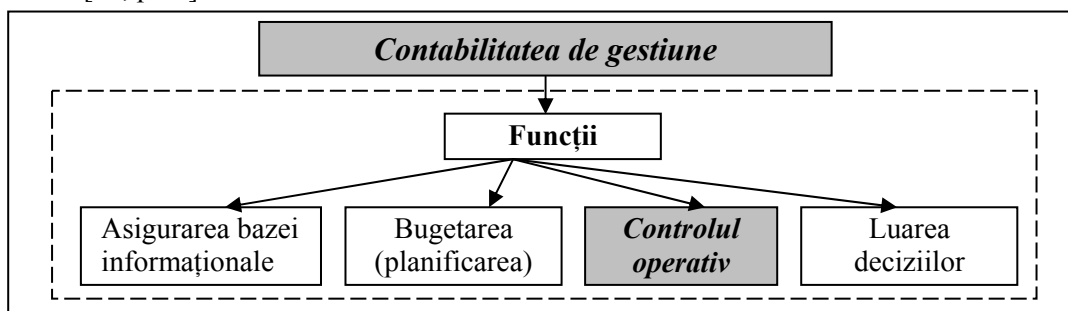 Contabilitatea de gestiune
Funcții
Asigurarea bazei
informaționale
Bugetarea
(planificarea)
Controlul
operativ
Luarea
deciziilor